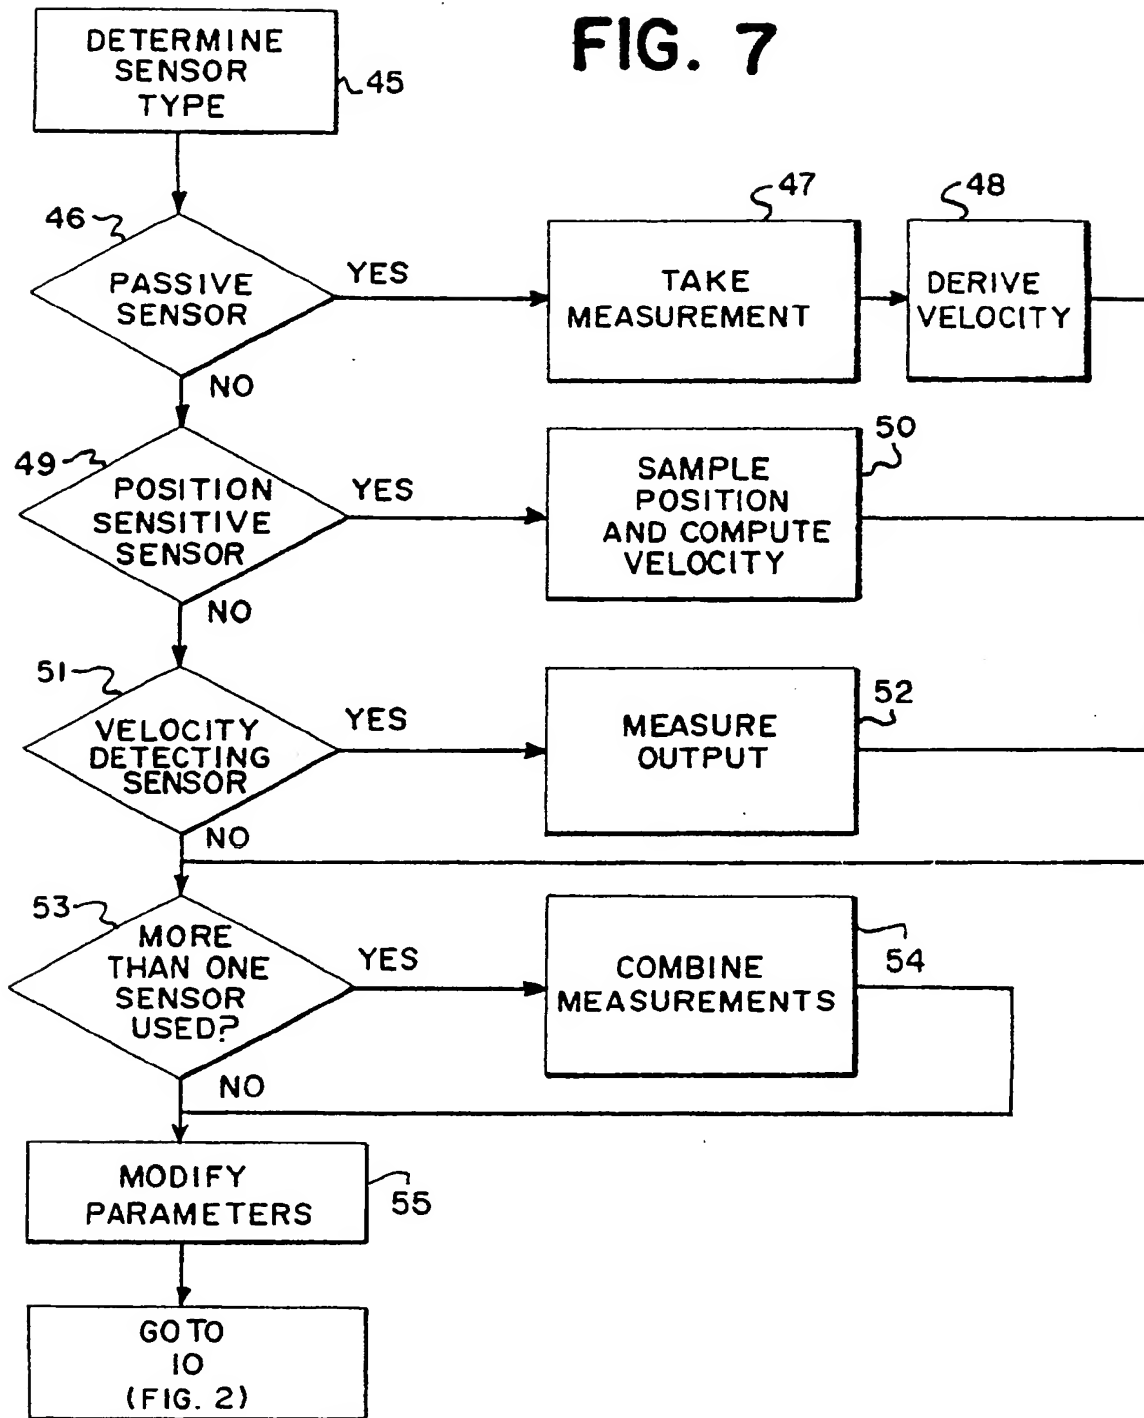 FIG. 7
DETERMINE
SENSOR
TYPE
45
46
PASSIVE
SENSOR
YES
NO
47
TAKE
MEASUREMENT
48
DERIVE
VELOCITY
49
POSITION
SENSITIVE
SENSOR
YES
NO
50
SAMPLE
POSITION
AND COMPUTE
VELOCITY
51
VELOCITY
DETECTING
SENSOR
YES
NO
52
MEASURE
OUTPUT
53
MORE
THAN ONE
SENSOR
USED?
YES
NO
54
COMBINE
MEASUREMENTS
MODIFY
PARAMETERS
55
GO TO
10
(FIG. 2)